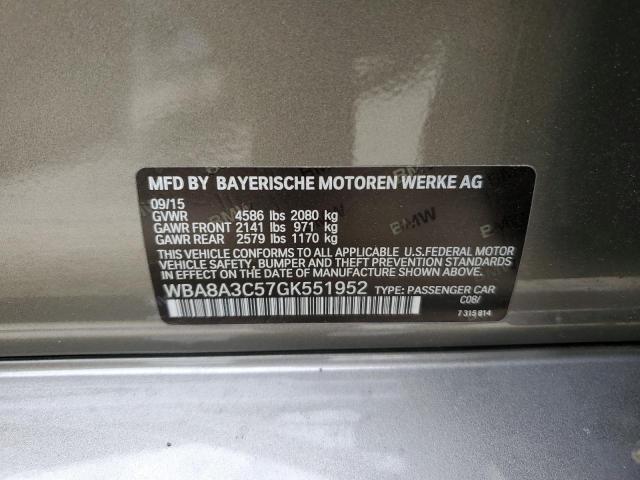 MFD BY BAYERISCHE MOTOREN WERKE AG
09/15
GVWR 4586 lbs 2080 kg
GAWR FRONT 2141 lbs 971 kg
GAWR REAR 2579 lbs 1170 kg
THIS VEHICLE CONFORMS TO ALL APPLICABLE U.S.FEDERAL MOTOR
VEHICLE SAFETY, BUMPER AND THEFT PREVENTION STANDARDS
IN EFFECT ON THE DATE OF MANUFACTURE SHOWN ABOVE.
WBA8A3C57GK551952 TYPE: PASSENGER CAR
C08/
7 315 814